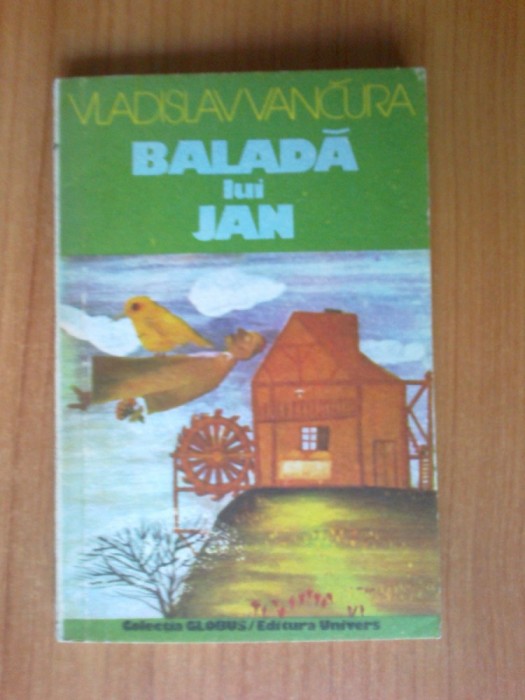 VLADISLAV VANČURA
BALADĂ
lui
JAN
Colecția GLOBUS/Editura Univers